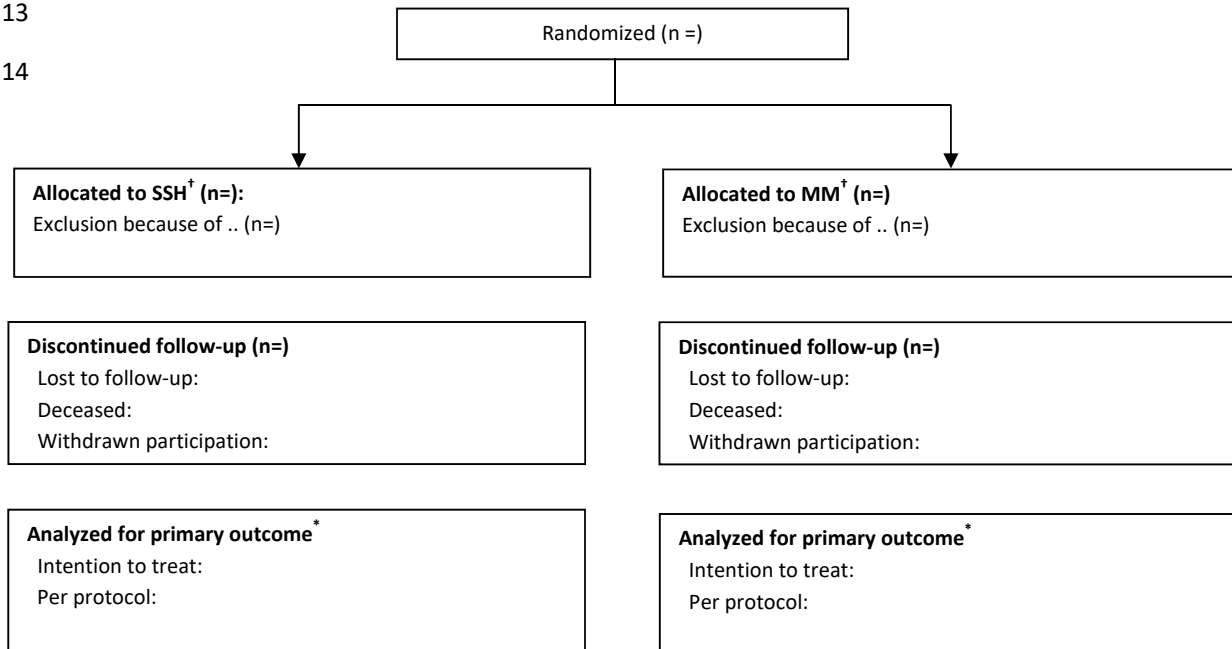 13
Randomized (n =)
14
Allocated to SSH† (n=):
Exclusion because of .. (n=)
Allocated to MM† (n=)
Exclusion because of .. (n=)
Discontinued follow-up (n=)
Lost to follow-up:
Deceased:
Withdrawn participation:
Discontinued follow-up (n=)
Lost to follow-up:
Deceased:
Withdrawn participation:
Analyzed for primary outcome*
Intention to treat:
Per protocol:
Analyzed for primary outcome*
Intention to treat:
Per protocol: